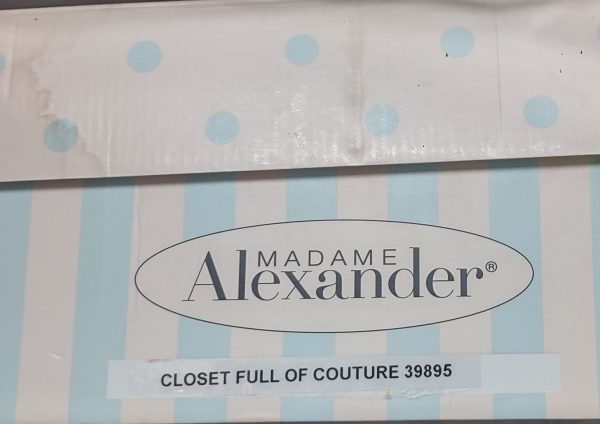 MADAME
Alexander®
CLOSET FULL OF COUTURE 39895